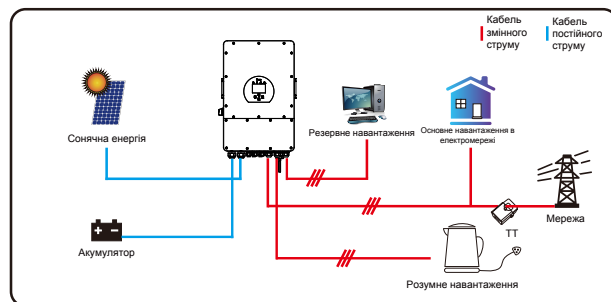 Кабель
змінного
струму
Кабель
постійного
струму
Сонячна енергія
Резервне навантаження
Основне навантаження в
електромережі
Мережа
ТТ
Акумулятор
Розумне навантаження